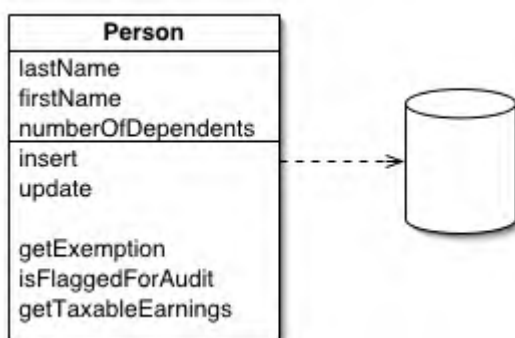 Person
lastName
firstName
numberOfDependents
insert
update
getExemption
isFlaggedForAudit
getTaxableEarnings